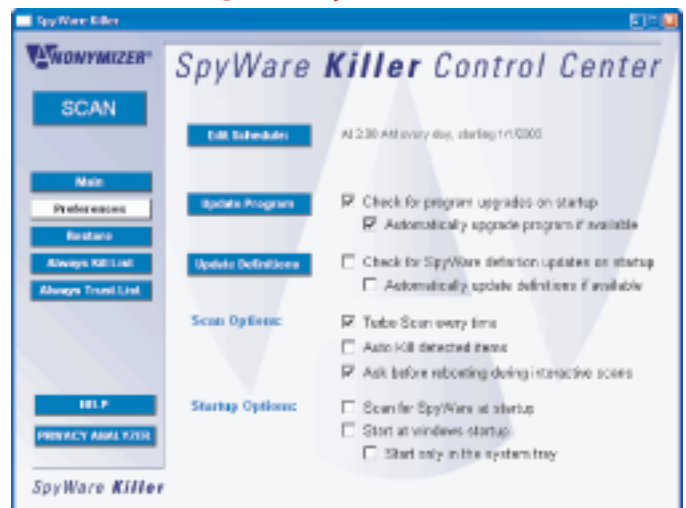 SpyWare Killer
ANONYMIZER®
SpyWare Killer Control Center
SCAN
Edit Schedule:
At 2:00 AM every day, starting 1/1/2000
Main
Preferences
Restore
Always Kill List
Always Trust List
Update Program
Check for program upgrades on startup
Automatically upgrade program if available
Update Definitions
Check for SpyWare definition updates on startup
Automatically update definitions if available
Scan Options:
Turbo Scan every time
Auto Kill detected items
Ask before rebooting during interactive scans
HELP
PRIVACY ANALYZER
Startup Options:
Scan for SpyWare at startup
Start at windows startup
Start only in the system tray
SpyWare Killer